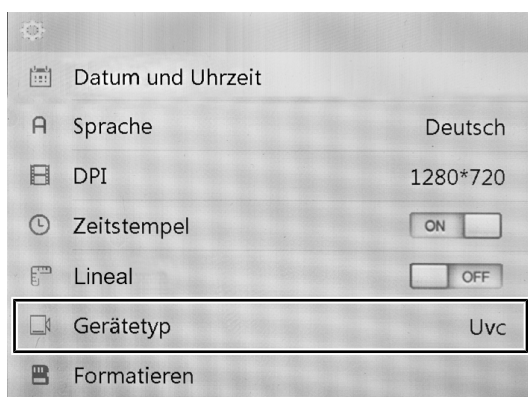 Datum und Uhrzeit
Sprache Deutsch
DPI 1280*720
Zeitstempel ON
Lineal OFF
Gerätetyp Uvc
Formatieren